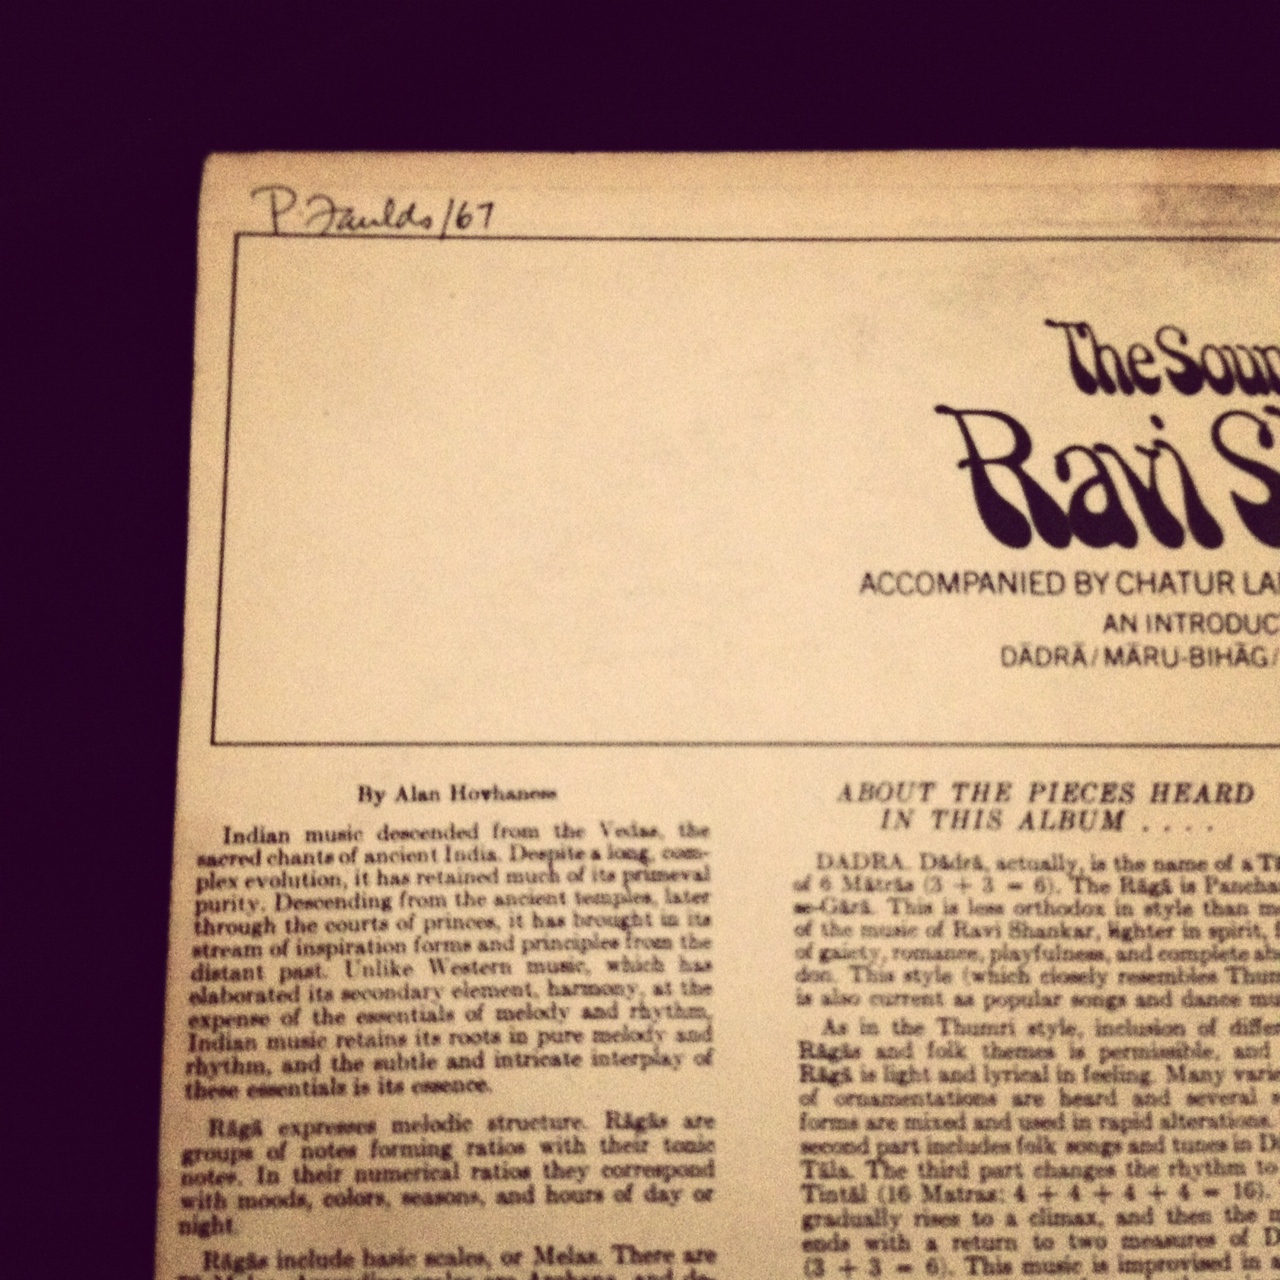 P. Faulds/67
The Soun
Ravi S
ACCOMPANIED BY CHATUR LA
AN INTRODUC
DĀDRĀ/MĀRU-BIHĀG/
By Alan Hovhaness
Indian music descended from the Vedas, the
sacred chants of ancient India. Despite a long, com-
plex evolution, it has retained much of its primeval
purity. Descending from the ancient temples, later
through the courts of princes, it has brought in its
stream of inspiration forms and principles from the
distant past. Unlike Western music, which has
elaborated its secondary element, harmony, at the
expense of the essentials of melody and rhythm,
Indian music retains its roots in pure melody and
rhythm, and the subtle and intricate interplay of
these essentials is its essence.
Rāgā expresses melodic structure. Rāgās are
groups of notes forming ratios with their tonic
notes. In their numerical ratios they correspond
with moods, colors, seasons, and hours of day or
night.
Rāgās include basic scales, or Melas. There are
ABOUT THE PIECES HEARD
IN THIS ALBUM . . . .
DADRA. Dādrā, actually, is the name of a T
of 6 Mātrās (3 + 3 = 6). The Rāgā is Pancha
se-Gārā. This is less orthodox in style than m
of the music of Ravi Shankar, lighter in spirit, f
of gaiety, romance, playfulness, and complete ab
don. This style (which closely resembles Thum
is also current as popular songs and dance mu
As in the Thumri style, inclusion of differ
Rāgās and folk themes is permissible, and
Rāgā is light and lyrical in feeling. Many varie
of ornamentations are heard and several s
forms are mixed and used in rapid alterations.
second part includes folk songs and tunes in D
Tāla. The third part changes the rhythm to
Tintāl (16 Matras: 4 + 4 + 4 + 4 = 16).
gradually rises to a climax, and then the m
ends with a return to two measures of D
(3 + 3 = 6). This music is improvised in a